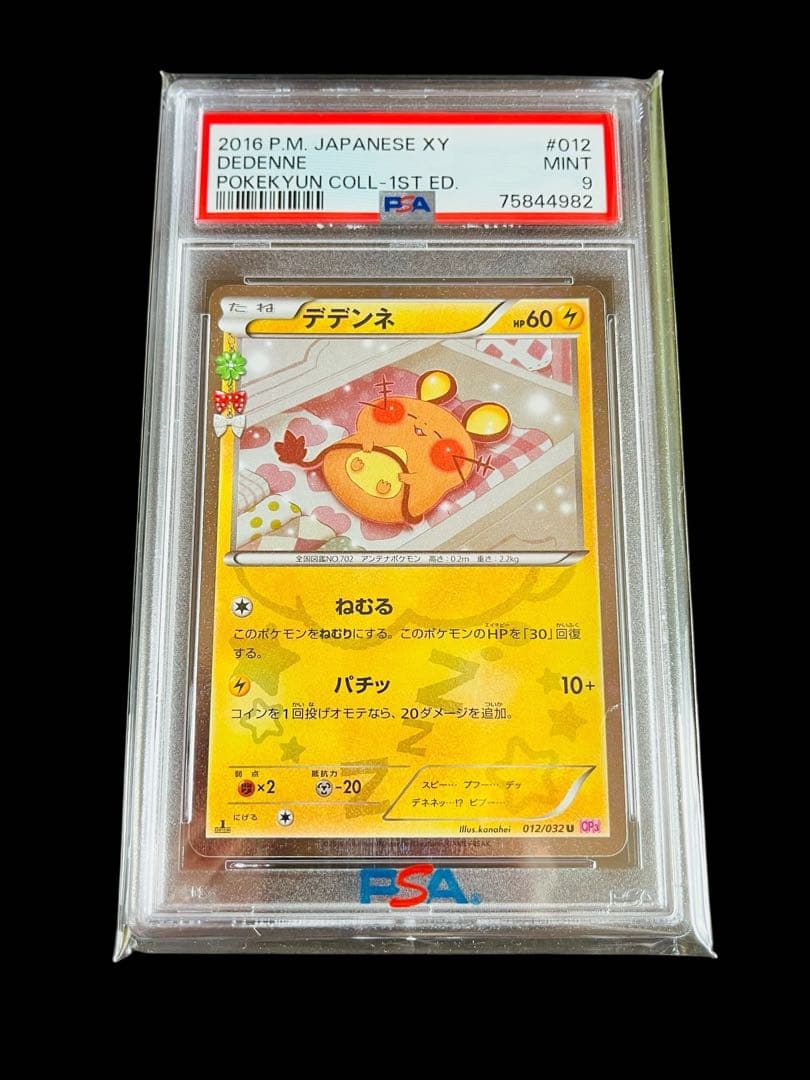 2016 P.M. JAPANESE XY #012
DEDENNE MINT
POKEKYUN COLL-1ST ED. 9
PSA 75844982
たね デデンネ HP60
全国図鑑NO.702 アンテナポケモン 高さ:0.2m 重さ:2.2kg
ねむる
このポケモンをねむりにする。このポケモンのHPを「30」回復
する。
パチッ 10+
コインを1回投げオモテなら、20ダメージを追加。
弱点 抵抗力
×2 -20
スピー… プフー… デッ
デネネッ…!? ピプー…
にげる
1 EDITION Illus.kanahei 012/032 U CP3
PSA